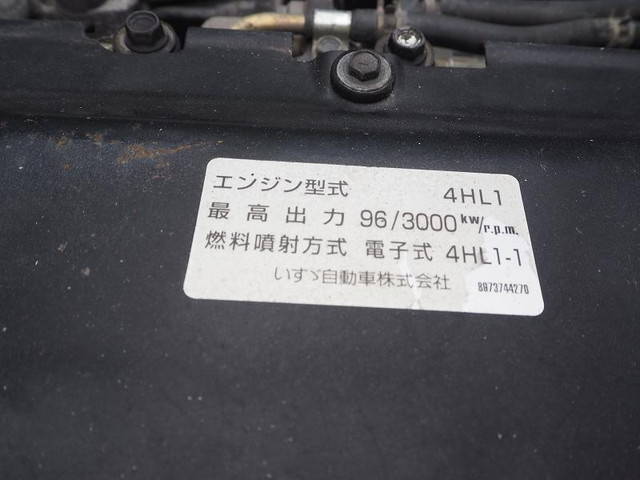 エンジン型式 4HL1
最高出力 96/3000 kw/r.p.m.
燃料噴射方式 電子式 4HL1-1
いすゞ自動車株式会社 8973744270